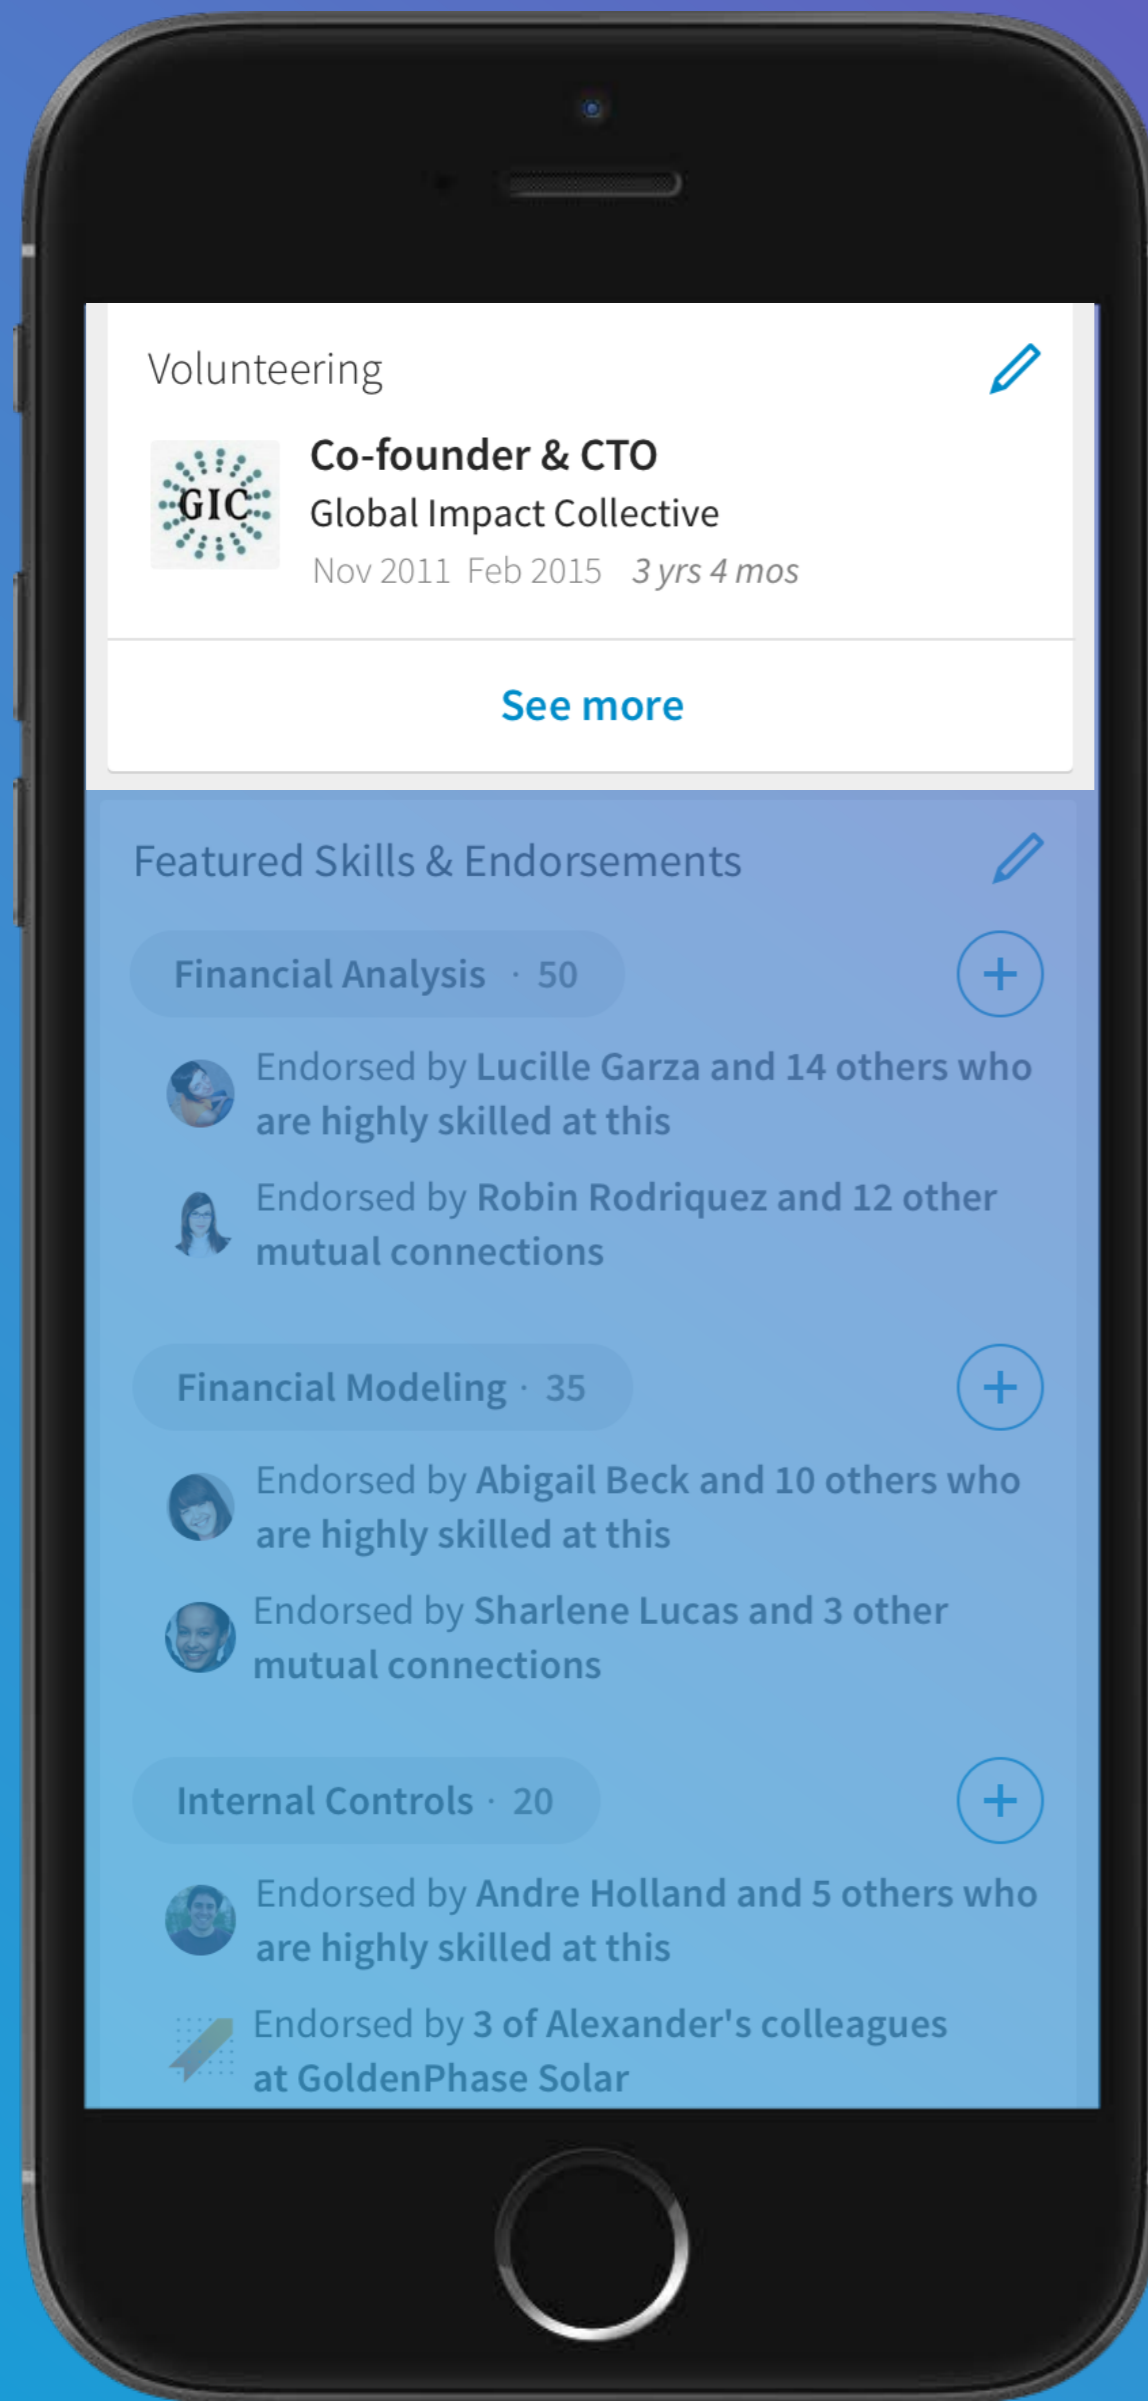 Volunteering
GIC
Co-founder & CTO
Global Impact Collective
Nov 2011 Feb 2015 3 yrs 4 mos
See more
Featured Skills & Endorsements
Financial Analysis · 50
Endorsed by Lucille Garza and 14 others who
are highly skilled at this
Endorsed by Robin Rodriquez and 12 other
mutual connections
Financial Modeling · 35
Endorsed by Abigail Beck and 10 others who
are highly skilled at this
Endorsed by Sharlene Lucas and 3 other
mutual connections
Internal Controls · 20
Endorsed by Andre Holland and 5 others who
are highly skilled at this
Endorsed by 3 of Alexander's colleagues
at GoldenPhase Solar